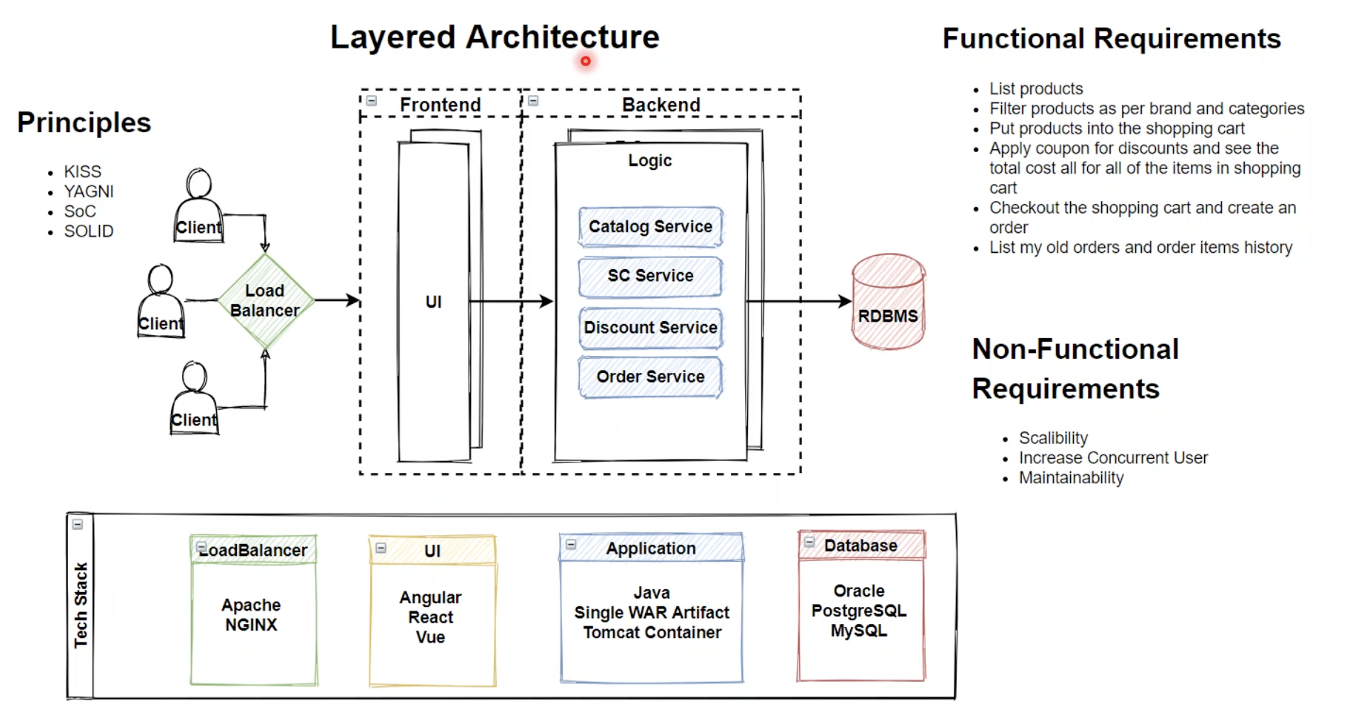 Layered Architecture
Functional Requirements
List products
Filter products as per brand and categories
Put products into the shopping cart
Apply coupon for discounts and see the
total cost all for all of the items in shopping
cart
Checkout the shopping cart and create an
order
List my old orders and order items history
Principles
KISS
YAGNI
SoC
SOLID
Client
Client
Client
Load
Balancer
Frontend
UI
Backend
Logic
Catalog Service
SC Service
Discount Service
Order Service
RDBMS
Non-Functional
Requirements
Scalibility
Increase Concurrent User
Maintainability
Tech Stack
LoadBalancer
Apache
NGINX
UI
Angular
React
Vue
Application
Java
Single WAR Artifact
Tomcat Container
Database
Oracle
PostgreSQL
MySQL